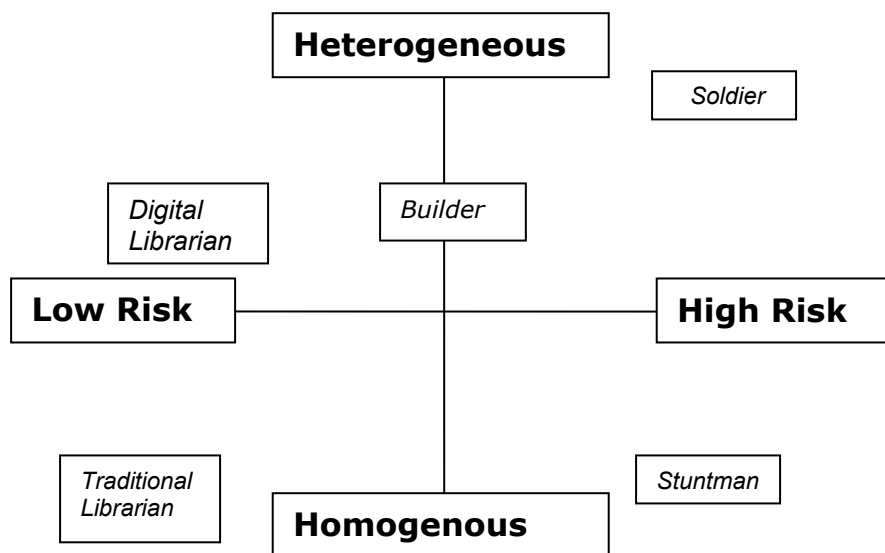 Heterogeneous
Soldier
Digital
Librarian
Builder
Low Risk
High Risk
Traditional
Librarian
Stuntman
Homogenous